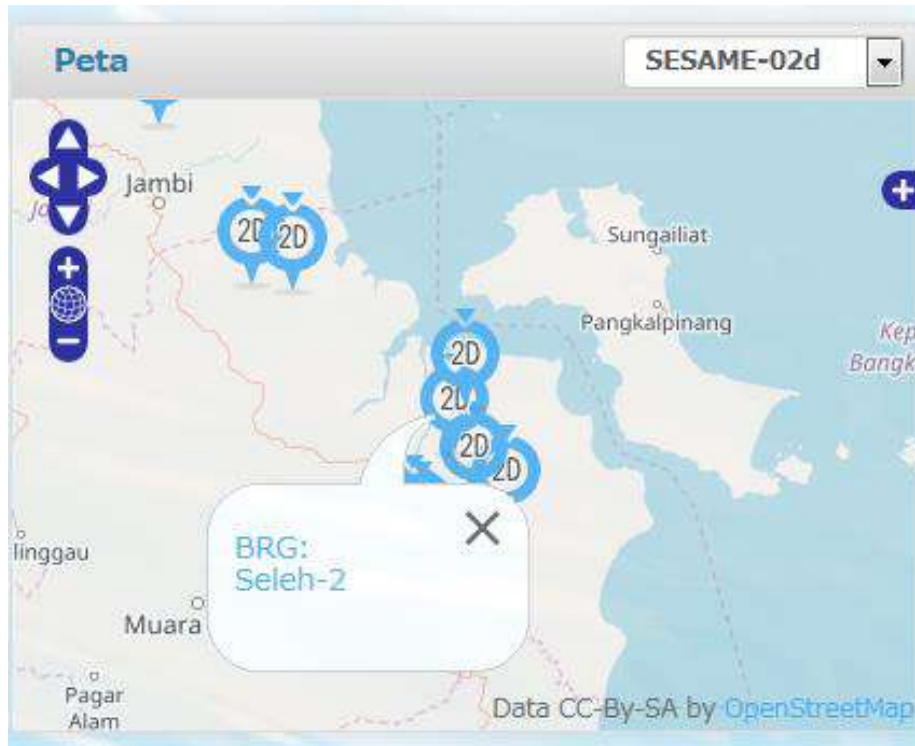 Peta
SESAME-02d
Jambi
2D
2D
Sungailiat
Pangkalpinang
Kep
Bangk
2D
2D
2D
2D
linggau
BRG:
Seleh-2
Muara
Pagar
Alam
Data CC-By-SA by OpenStreetMap